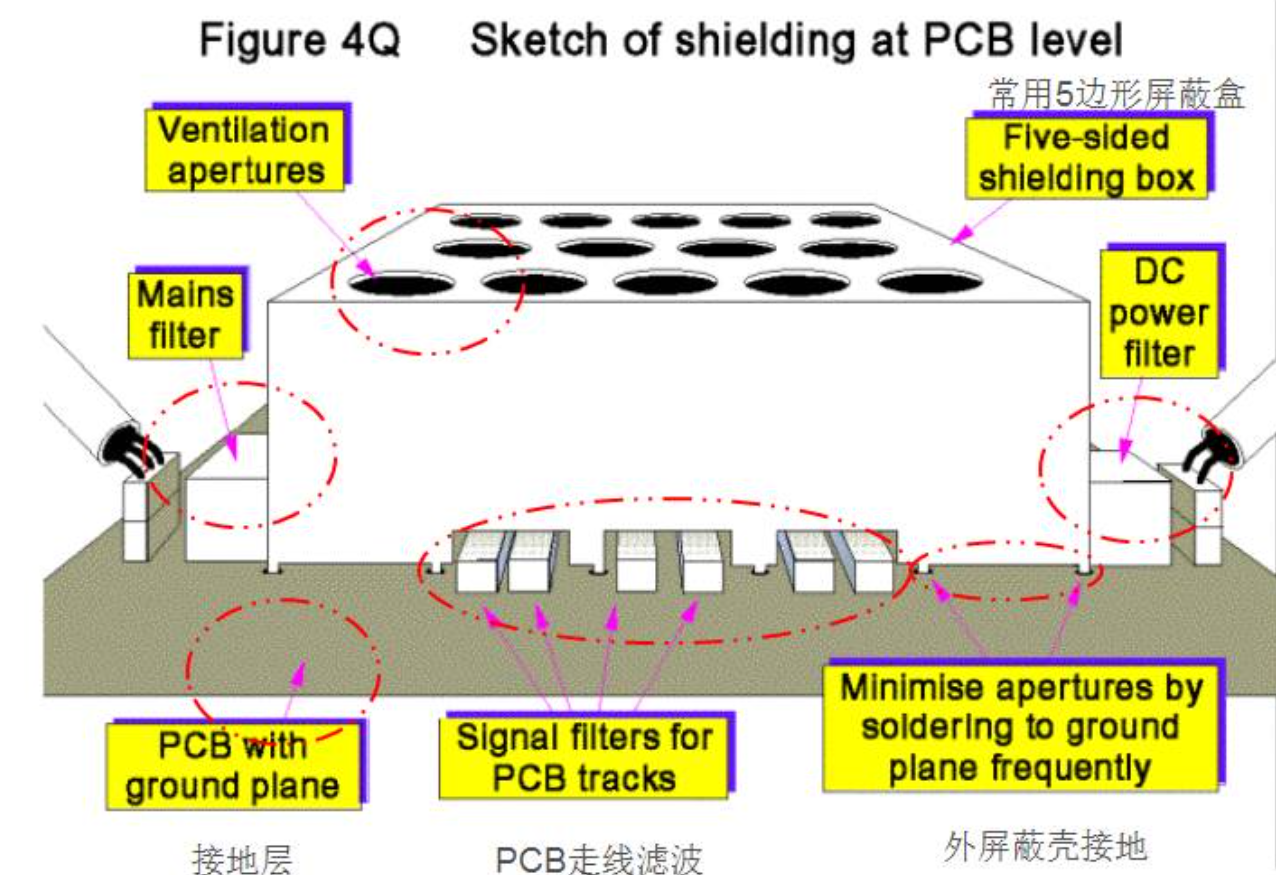 Figure 4Q Sketch of shielding at PCB level
常用5边形屏蔽盒
Ventilation
apertures
Five-sided
shielding box
Mains
filter
DC
power
filter
PCB with
ground plane
Signal filters for
PCB tracks
Minimise apertures by
soldering to ground
plane frequently
接地层
PCB走线滤波
外屏蔽壳接地